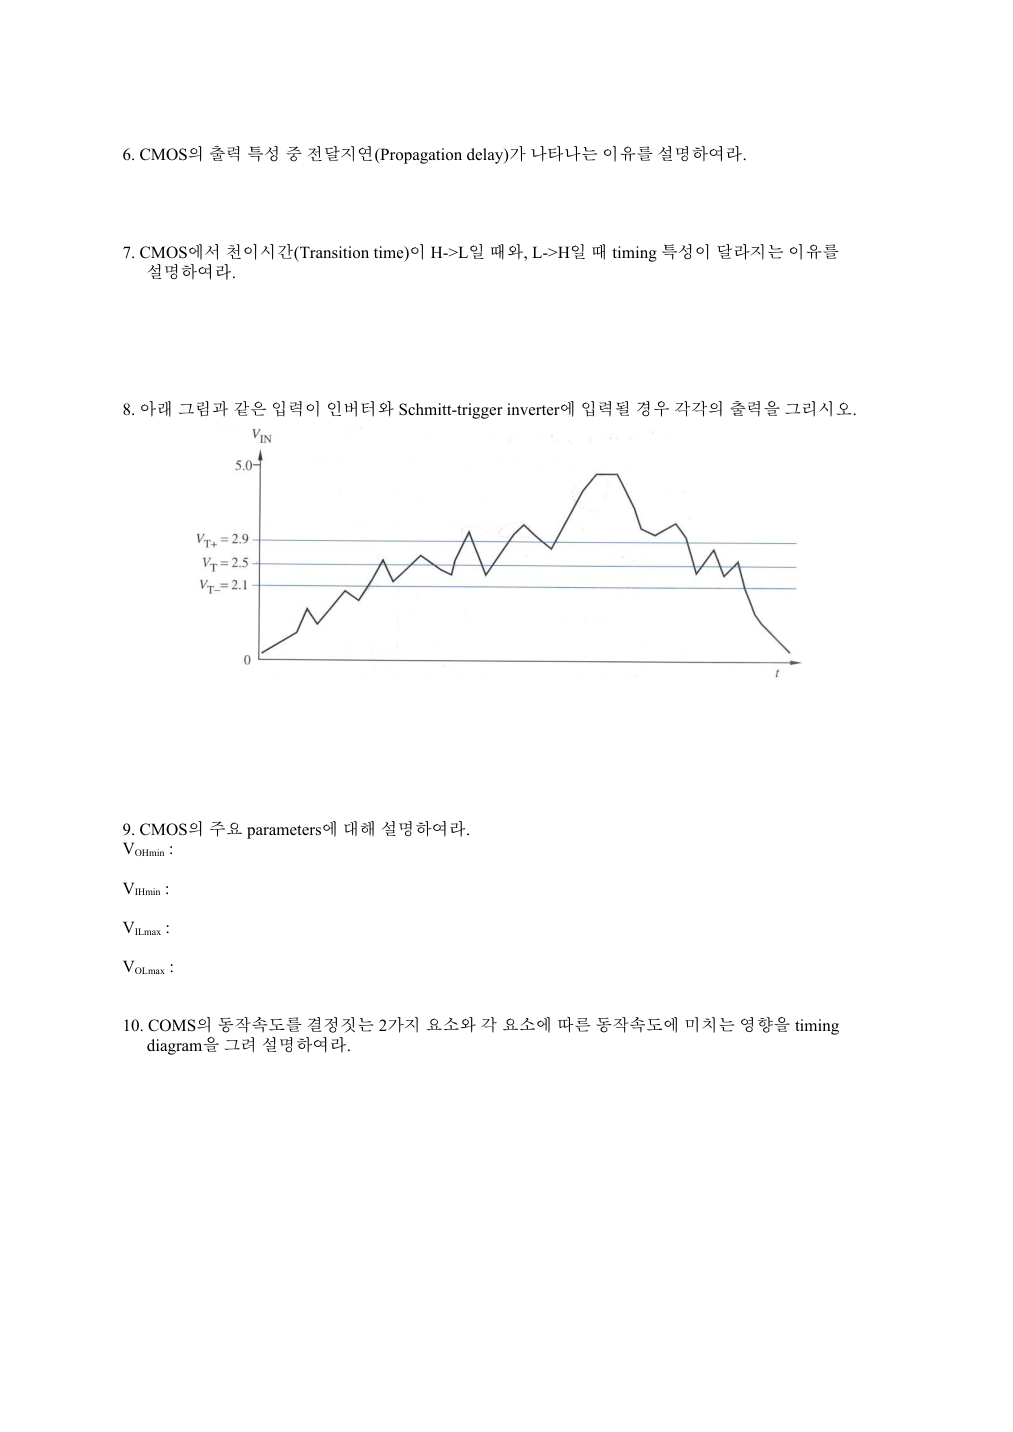 6. CMOS의 출력 특성 중 전달지연(Propagation delay)가 나타나는 이유를 설명하여라.
7. CMOS에서 천이시간(Transition time)이 H->L일 때와, L->H일 때 timing 특성이 달라지는 이유를
설명하여라.
8. 아래 그림과 같은 입력이 인버터와 Schmitt-trigger inverter에 입력될 경우 각각의 출력을 그리시오.
VIN
5.0
VT+ = 2.9
VT = 2.5
VT− = 2.1
0
t
9. CMOS의 주요 parameters에 대해 설명하여라.
VOHmin :
VIHmin :
VILmax :
VOLmax :
10. COMS의 동작속도를 결정짓는 2가지 요소와 각 요소에 따른 동작속도에 미치는 영향을 timing
diagram을 그려 설명하여라.